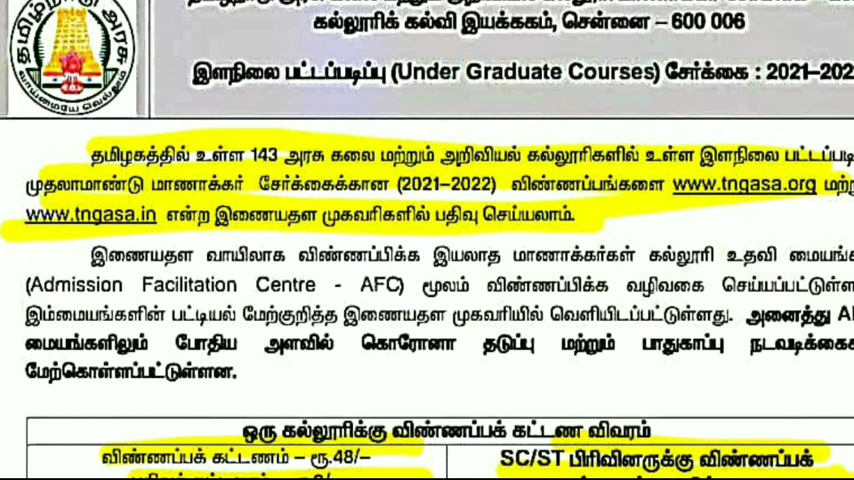 தமிழ்நாடு அரசு
வாய்மையே வெல்லும்
கல்லூரிக் கல்வி இயக்ககம், சென்னை – 600 006
இளநிலை பட்டப்படிப்பு (Under Graduate Courses) சேர்க்கை : 2021-202
தமிழகத்தில் உள்ள 143 அரசு கலை மற்றும் அறிவியல் கல்லூரிகளில் உள்ள இளநிலை பட்டப்படி
முதலாமாண்டு மாணாக்கர் சேர்க்கைக்கான (2021-2022) விண்ணப்பங்களை www.tngasa.org மற்று
www.tngasa.in என்ற இணையதள முகவரிகளில் பதிவு செய்யலாம்.
இணையதள வாயிலாக விண்ணப்பிக்க இயலாத மாணாக்கர்கள் கல்லூரி உதவி மையங்க
(Admission Facilitation Centre - AFC) மூலம் விண்ணப்பிக்க வழிவகை செய்யப்பட்டுள்ள
இம்மையங்களின் பட்டியல் மேற்குறித்த இணையதள முகவரியில் வெளியிடப்பட்டுள்ளது. அனைத்து AF
மையங்களிலும் போதிய அளவில் கொரோனா தடுப்பு மற்றும் பாதுகாப்பு நடவடிக்கைக
மேற்கொள்ளப்பட்டுள்ளன.
ஒரு கல்லூரிக்கு விண்ணப்பக் கட்டண விவரம்
விண்ணப்பக் கட்டணம் – ரூ.48/–
SC/ST பிரிவினருக்கு விண்ணப்பக்